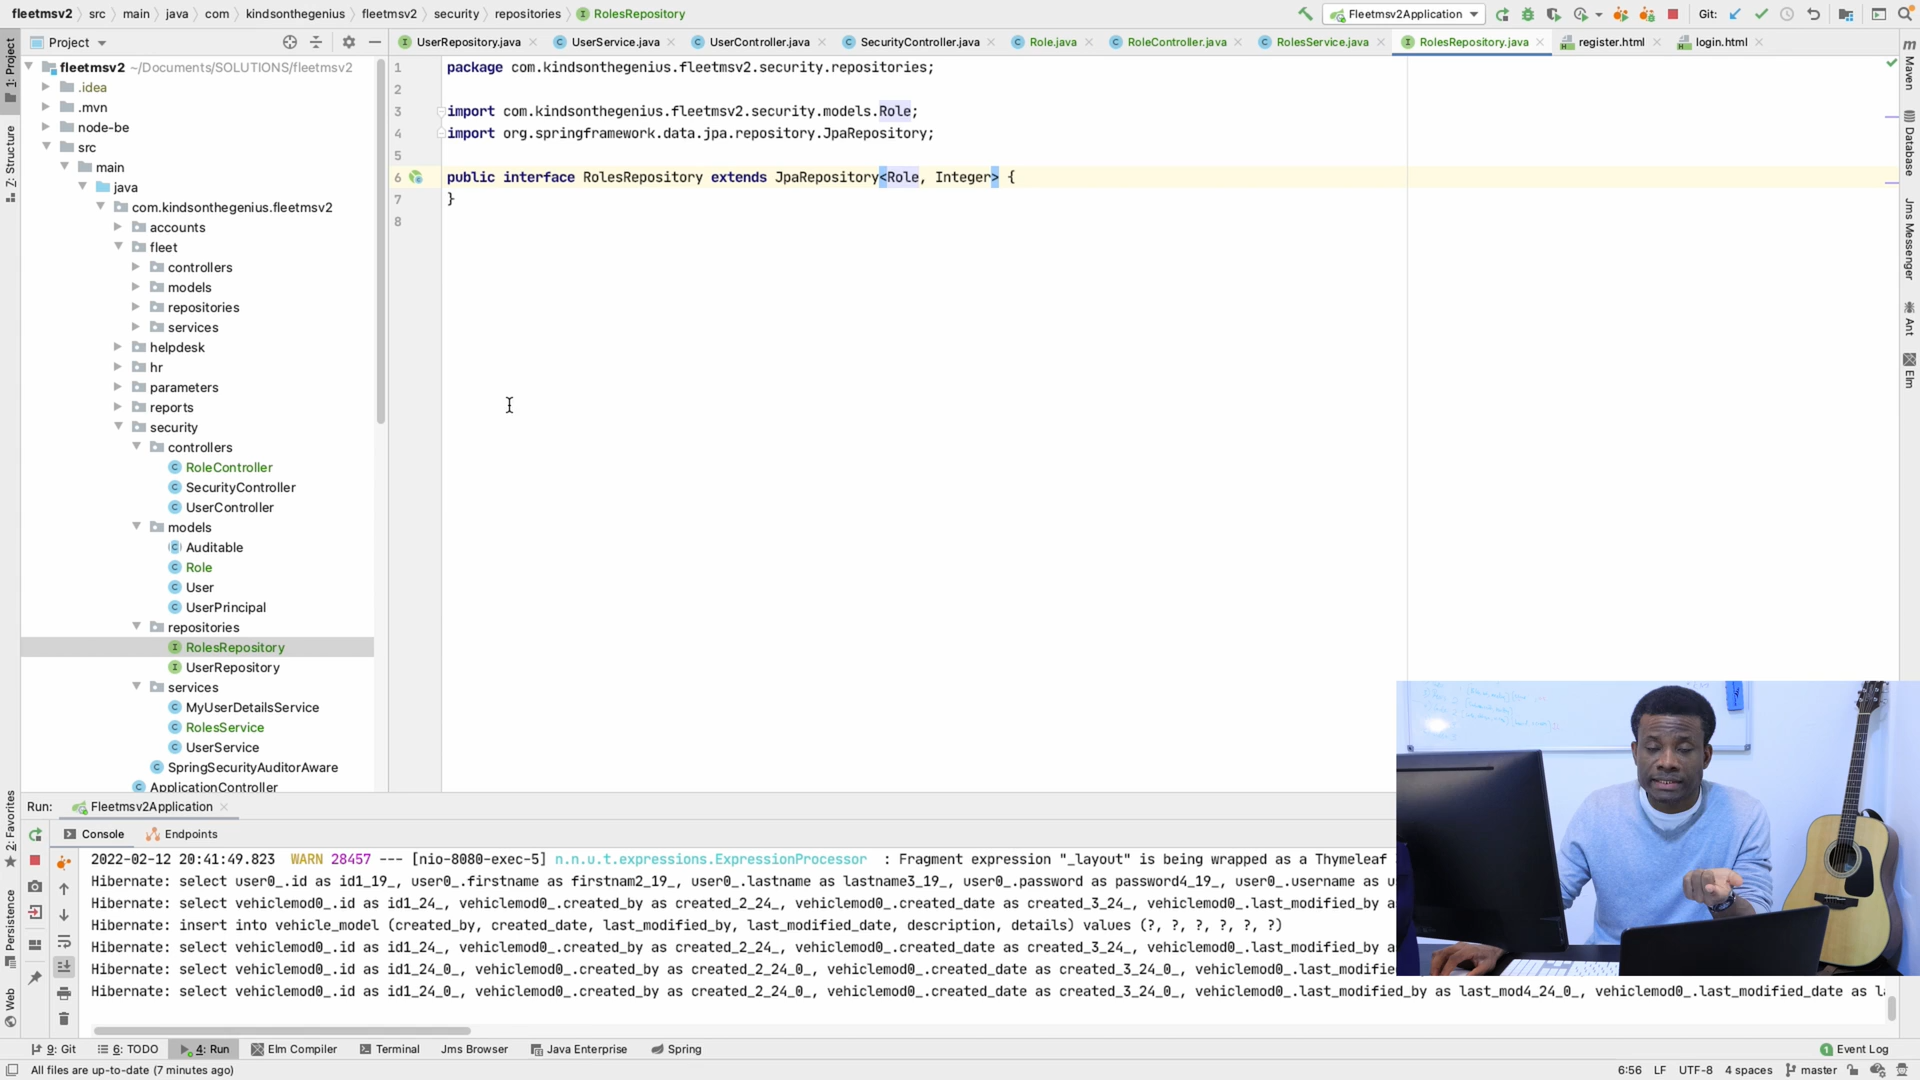 fleetmsv2 src main java com kindsonthegenius fleetmsv2 security repositories RolesRepository
Fleetmsv2Application Git:
Project
UserRepository.java UserService.java UserController.java SecurityController.java Role.java RoleController.java RolesService.java RolesRepository.java register.html login.html
fleetmsv2 ~/Documents/SOLUTIONS/fleetmsv2
.idea
.mvn
node-be
src
main
java
com.kindsonthegenius.fleetmsv2
accounts
fleet
controllers
models
repositories
services
helpdesk
hr
parameters
reports
security
controllers
RoleController
SecurityController
UserController
models
Auditable
Role
User
UserPrincipal
repositories
RolesRepository
UserRepository
services
MyUserDetailsService
RolesService
UserService
SpringSecurityAuditorAware
ApplicationController
1 package com.kindsonthegenius.fleetmsv2.security.repositories;
2
3 import com.kindsonthegenius.fleetmsv2.security.models.Role;
4 import org.springframework.data.jpa.repository.JpaRepository;
5
6 public interface RolesRepository extends JpaRepository<Role, Integer> {
7 }
8
1: Project
Z: Structure
2: Favorites
Persistence
Web
Maven
Database
Jms Messenger
Ant
Elm
Run: Fleetmsv2Application
Console Endpoints
2022-02-12 20:41:49.823 WARN 28457 --- [nio-8080-exec-5] n.n.u.t.expressions.ExpressionProcessor : Fragment expression "_layout" is being wrapped as a Thymeleaf
Hibernate: select user0_.id as id1_19_, user0_.firstname as firstnam2_19_, user0_.lastname as lastname3_19_, user0_.password as password4_19_, user0_.username as u
Hibernate: select vehiclemod0_.id as id1_24_, vehiclemod0_.created_by as created_2_24_, vehiclemod0_.created_date as created_3_24_, vehiclemod0_.last_modified_by a
Hibernate: insert into vehicle_model (created_by, created_date, last_modified_by, last_modified_date, description, details) values (?, ?, ?, ?, ?, ?)
Hibernate: select vehiclemod0_.id as id1_24_, vehiclemod0_.created_by as created_2_24_, vehiclemod0_.created_date as created_3_24_, vehiclemod0_.last_modified_by a
Hibernate: select vehiclemod0_.id as id1_24_0_, vehiclemod0_.created_by as created_2_24_0_, vehiclemod0_.created_date as created_3_24_0_, vehiclemod0_.last_modifie
Hibernate: select vehiclemod0_.id as id1_24_0_, vehiclemod0_.created_by as created_2_24_0_, vehiclemod0_.created_date as created_3_24_0_, vehiclemod0_.last_modified_by as last_mod4_24_0_, vehiclemod0_.last_modified_date as l
9: Git 6: TODO 4: Run Elm Compiler Terminal Jms Browser Java Enterprise Spring 1 Event Log
All files are up-to-date (7 minutes ago) 6:56 LF UTF-8 4 spaces master